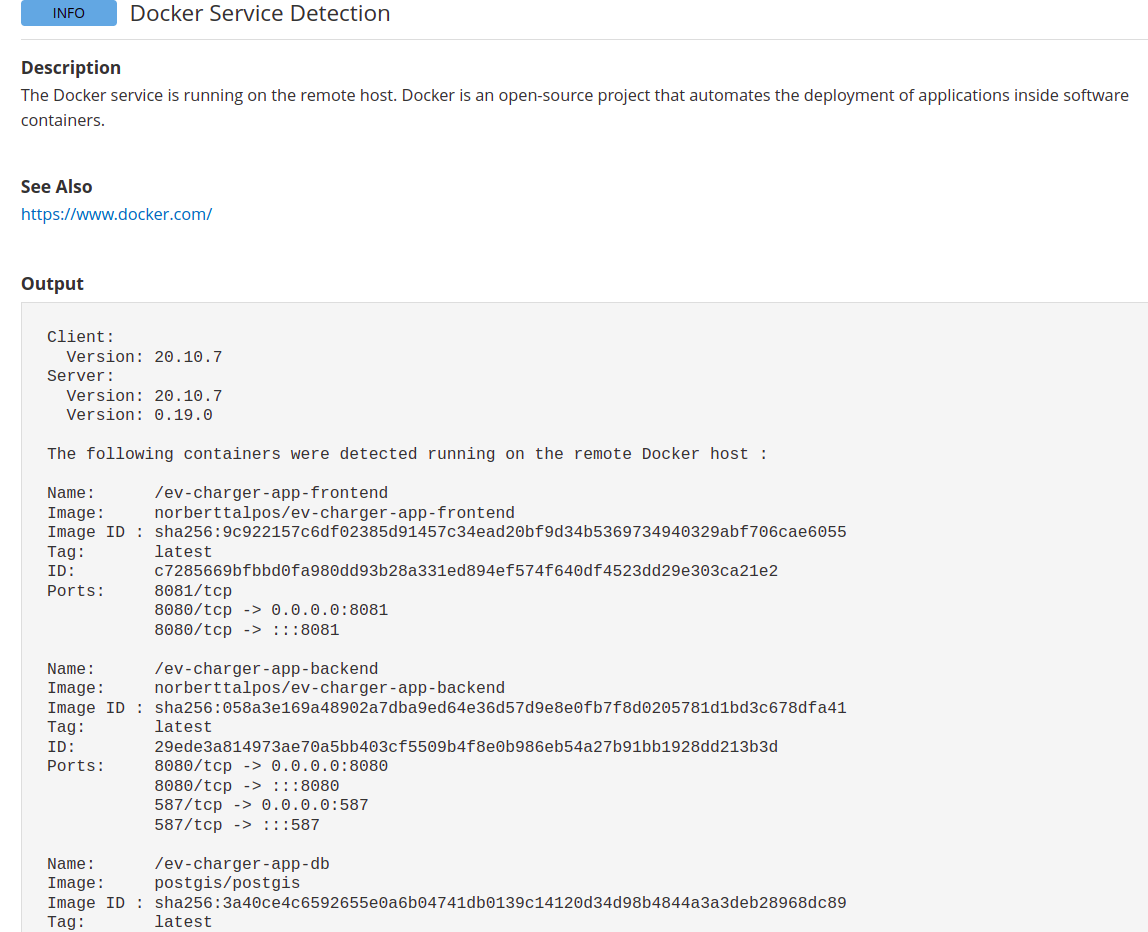 INFO Docker Service Detection
Description
The Docker service is running on the remote host. Docker is an open-source project that automates the deployment of applications inside software
containers.
See Also
https://www.docker.com/
Output
Client:
  Version: 20.10.7
Server:
  Version: 20.10.7
  Version: 0.19.0
The following containers were detected running on the remote Docker host :
Name:      /ev-charger-app-frontend
Image:     norberttalpos/ev-charger-app-frontend
Image ID : sha256:9c922157c6df02385d91457c34ead20bf9d34b5369734940329abf706cae6055
Tag:       latest
ID:        c7285669bfbbd0fa980dd93b28a331ed894ef574f640df4523dd29e303ca21e2
Ports:     8081/tcp
           8080/tcp -> 0.0.0.0:8081
           8080/tcp -> :::8081
Name:      /ev-charger-app-backend
Image:     norberttalpos/ev-charger-app-backend
Image ID : sha256:058a3e169a48902a7dba9ed64e36d57d9e8e0fb7f8d0205781d1bd3c678dfa41
Tag:       latest
ID:        29ede3a814973ae70a5bb403cf5509b4f8e0b986eb54a27b91bb1928dd213b3d
Ports:     8080/tcp -> 0.0.0.0:8080
           8080/tcp -> :::8080
           587/tcp -> 0.0.0.0:587
           587/tcp -> :::587
Name:      /ev-charger-app-db
Image:     postgis/postgis
Image ID : sha256:3a40ce4c6592655e0a6b04741db0139c14120d34d98b4844a3a3deb28968dc89
Tag:       latest